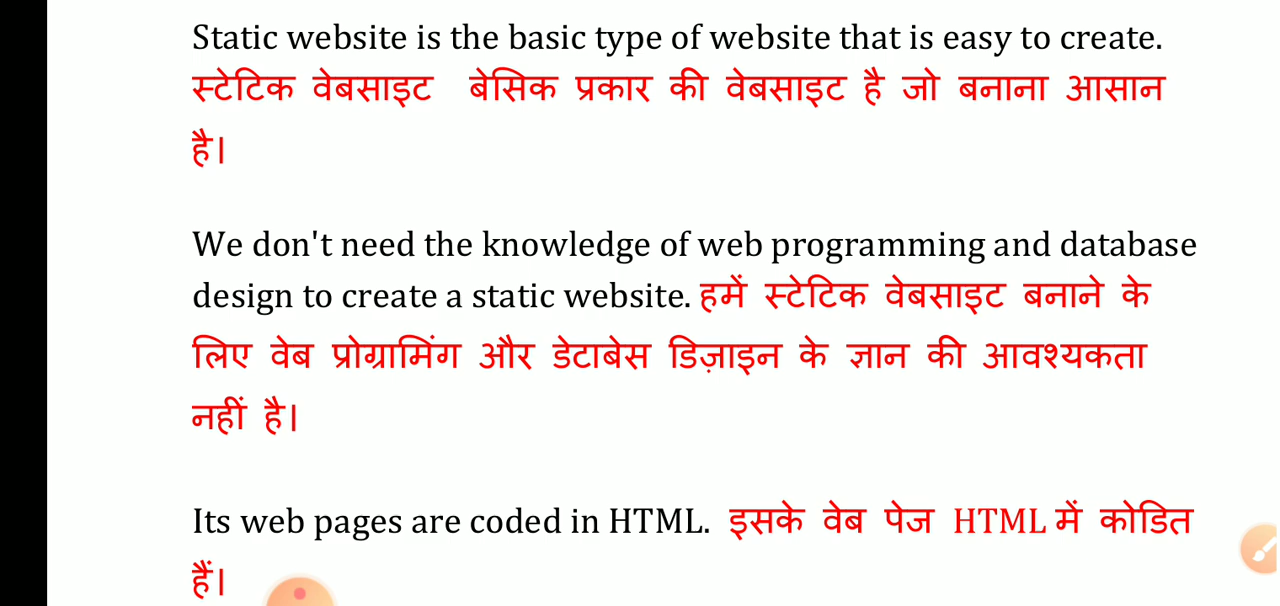 Static website is the basic type of website that is easy to create.
स्टेटिक वेबसाइट बेसिक प्रकार की वेबसाइट है जो बनाना आसान
है।
We don't need the knowledge of web programming and database
design to create a static website. हमें स्टेटिक वेबसाइट बनाने के
लिए वेब प्रोग्रामिंग और डेटाबेस डिज़ाइन के ज्ञान की आवश्यकता
नहीं है।
Its web pages are coded in HTML. इसके वेब पेज HTML में कोडित
हैं।